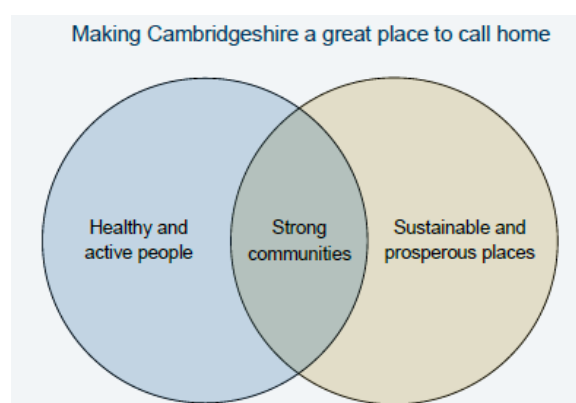 Making Cambridgeshire a great place to call home
Healthy and
active people
Strong
communities
Sustainable and
prosperous places